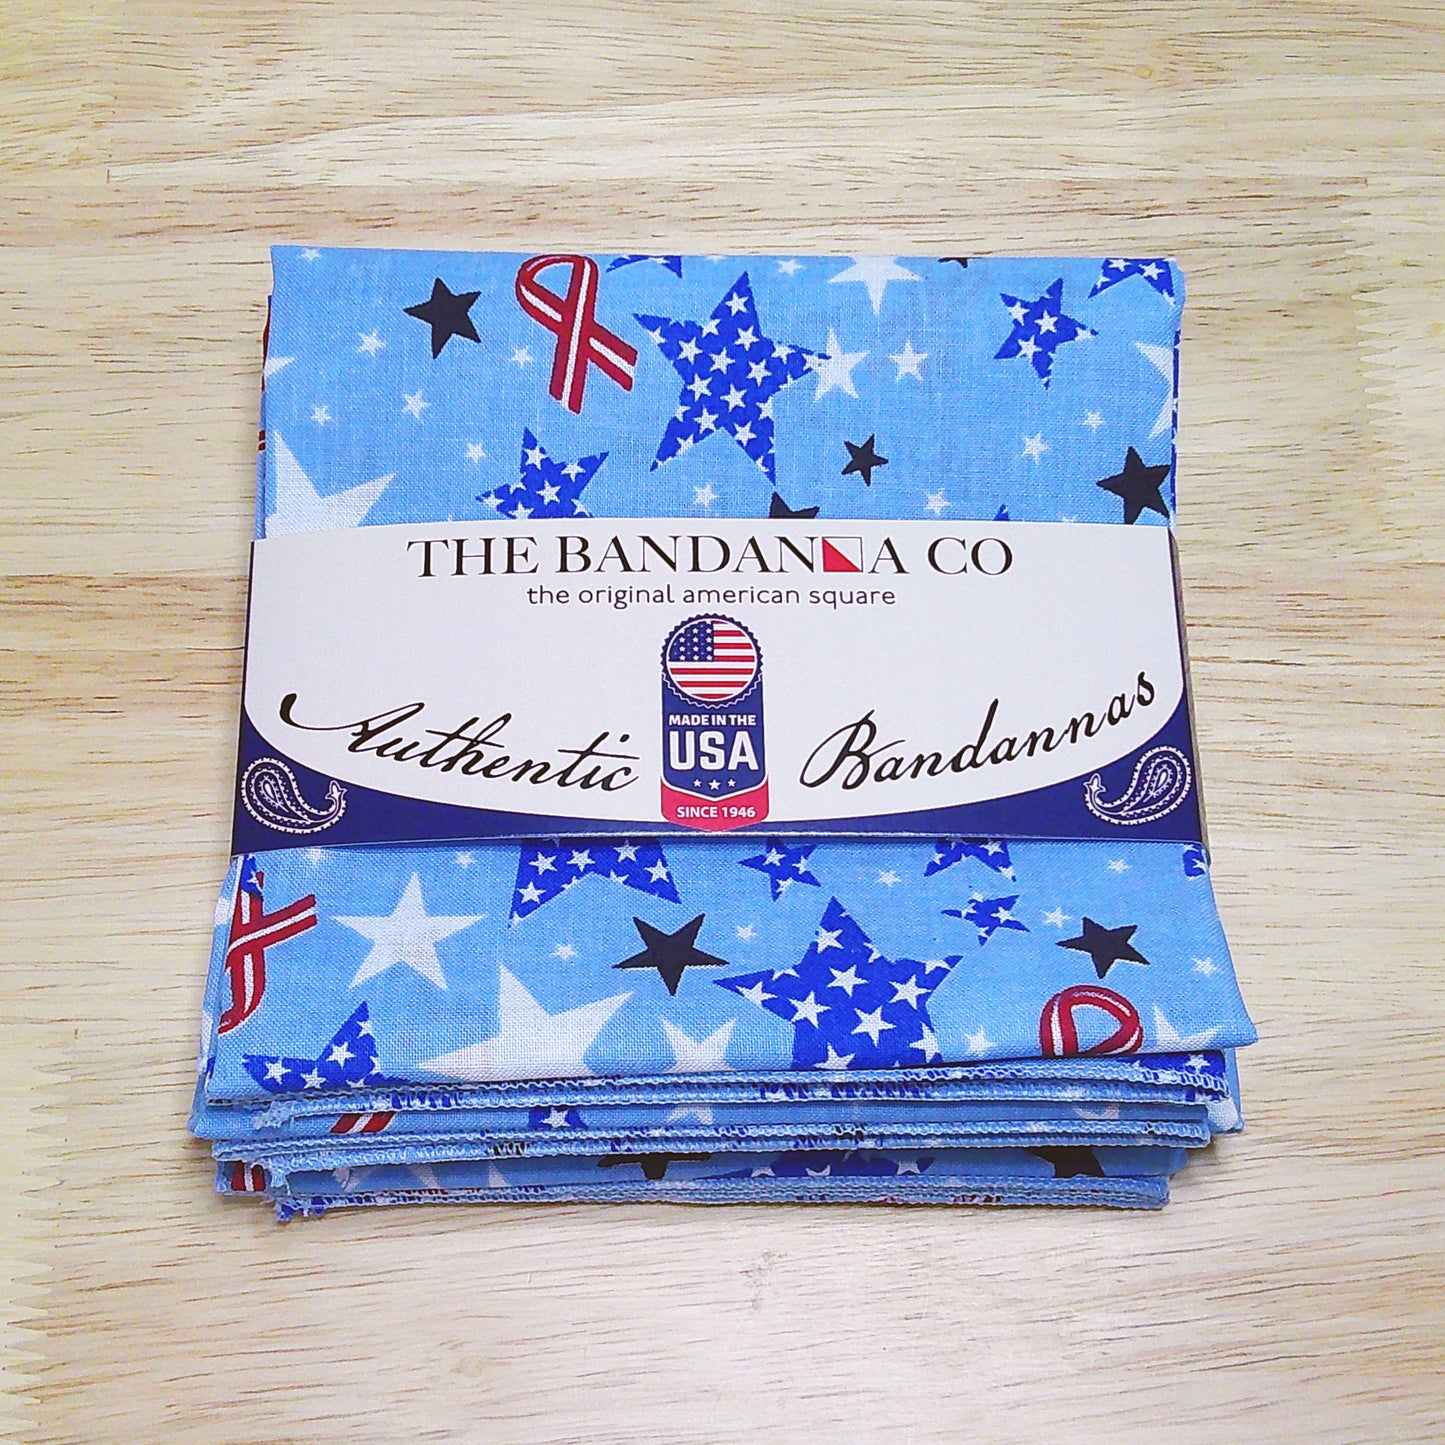 THE BANDANNA CO
the original american square
Authentic Bandannas
MADE IN THE
USA
SINCE 1946